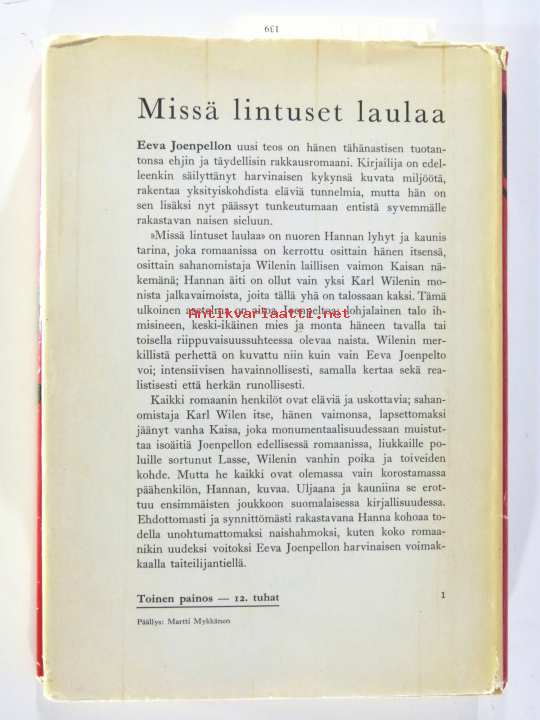 139
Missä lintuset laulaa
Eeva Joenpellon uusi teos on hänen tähänastisen tuotan-
tonsa ehjin ja täydellisin rakkausromaani. Kirjailija on edel-
leenkin säilyttänyt harvinaisen kykynsä kuvata miljöötä,
rakentaa yksityiskohdista eläviä tunnelmia, mutta hän on
sen lisäksi nyt päässyt tunkeutumaan entistä syvemmälle
rakastavan naisen sieluun.
»Missä lintuset laulaa» on nuoren Hannan lyhyt ja kaunis
tarina, joka romaanissa on kerrottu osittain hänen itsensä,
osittain sahanomistaja Wilenin laillisen vaimon Kaisan nä-
kemänä; Hannan äiti on ollut vain yksi Karl Wilenin mo-
nista jalkavaimoista, joita tällä yhä on talossaan kaksi. Tämä
ulkoinen asetelma on aitoa Joenpeltoa: lohjalainen talo ih-
Antikvariaatti.net
misineen, keski-ikäinen mies ja monta häneen tavalla tai
toisella riippuvaisuussuhteessa olevaa naista. Wilenin mer-
killistä perhettä on kuvattu niin kuin vain Eeva Joenpelto
voi; intensiivisen havainnollisesti, samalla kertaa sekä rea-
listisesti että herkän runollisesti.
Kaikki romaanin henkilöt ovat eläviä ja uskottavia; sahan-
omistaja Karl Wilen itse, hänen vaimonsa, lapsettomaksi
jäänyt vanha Kaisa, joka monumentaalisuudessaan muistut-
taa isoäitiä Joenpellon edellisessä romaanissa, liukkaille po-
luille sortunut Lasse, Wilenin vanhin poika ja toiveiden
kohde. Mutta he kaikki ovat olemassa vain korostamassa
päähenkilön, Hannan, kuvaa. Uljaana ja kauniina se erot-
tuu ensimmäisten joukkoon suomalaisessa kirjallisuudessa.
Ehdottomasti ja synnittömästi rakastavana Hanna kohoaa to-
della unohtumattomaksi naishahmoksi, kuten koko romaa-
nikin uudeksi voitoksi Eeva Joenpellon harvinaisen voimak-
kaalla taiteilijantiellä.
Toinen painos — 12. tuhat 1
Päällys: Martti Mykkänen